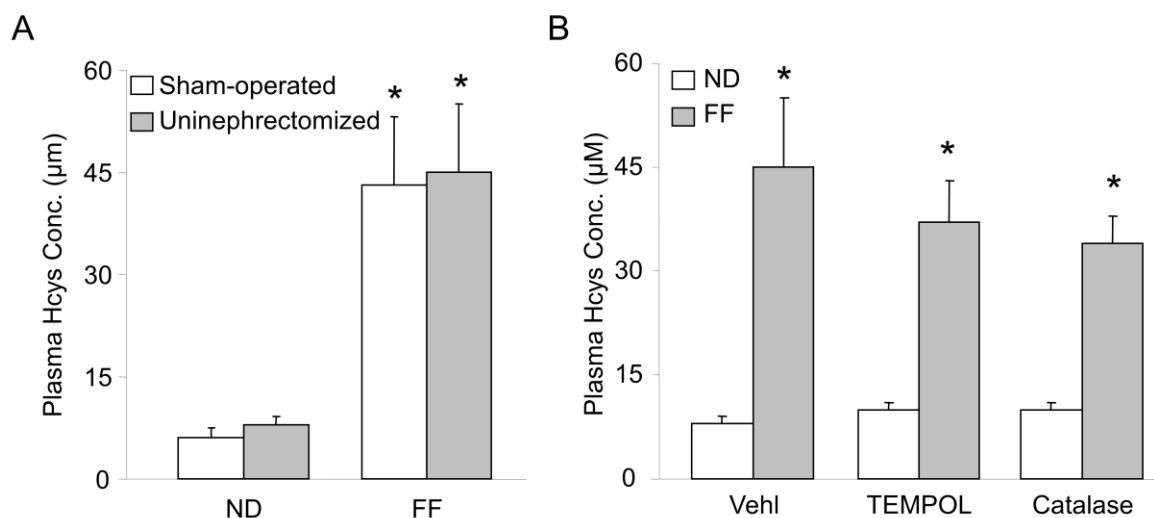 A
Plasma Hcys Conc. (μm)
60
45
30
15
0
Sham-operated
Uninephrectomized
*
*
ND
FF
B
Plasma Hcys Conc. (μM)
60
45
30
15
0
ND
FF
*
*
*
Vehl
TEMPOL
Catalase